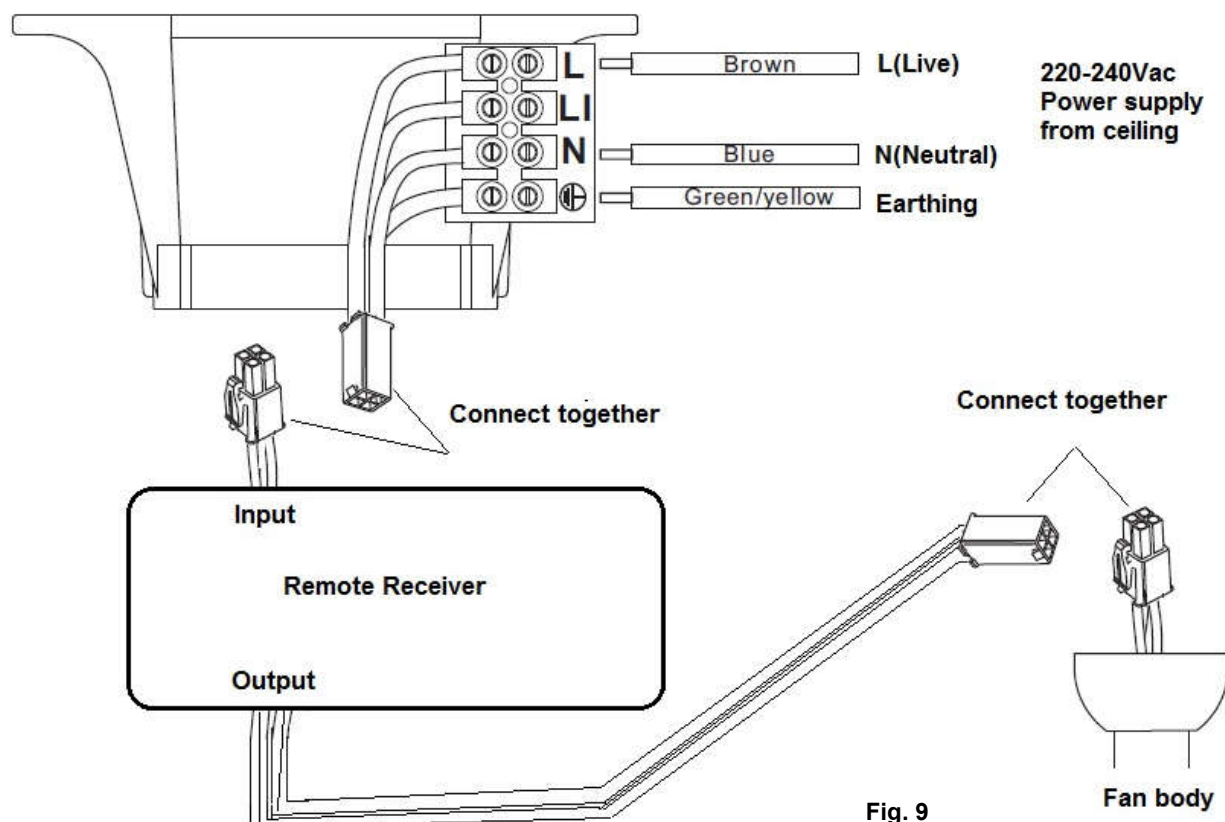 L Brown L(Live)
LI
N Blue N(Neutral)
Green/yellow Earthing
220-240Vac
Power supply
from ceiling
Connect together
Connect together
Input
Remote Receiver
Output
Fig. 9
Fan body